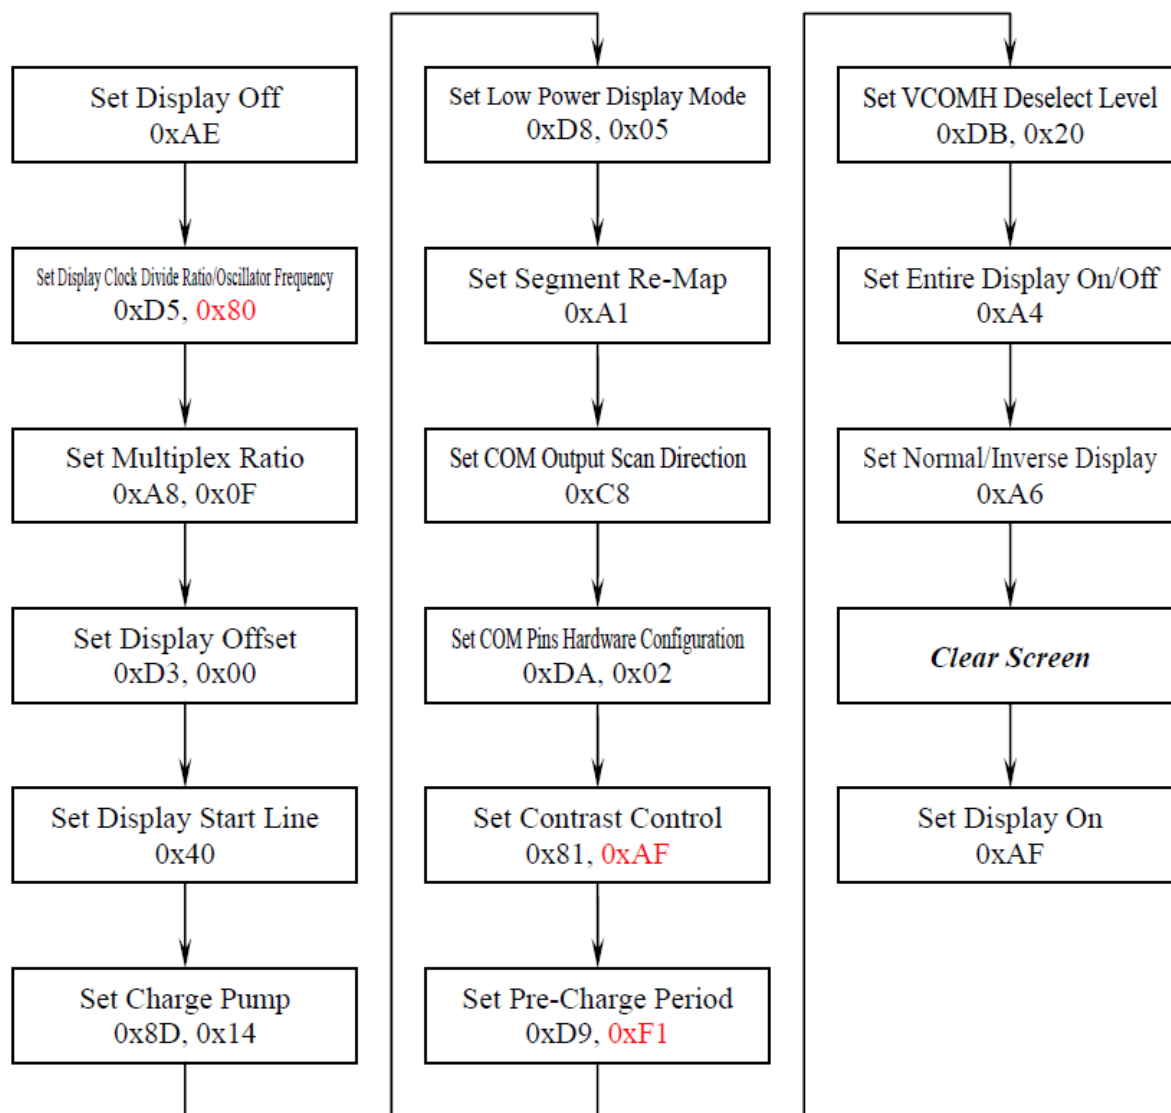 Set Display Off
0xAE
Set Display Clock Divide Ratio/Oscillator Frequency
0xD5, 0x80
Set Multiplex Ratio
0xA8, 0x0F
Set Display Offset
0xD3, 0x00
Set Display Start Line
0x40
Set Charge Pump
0x8D, 0x14
Set Low Power Display Mode
0xD8, 0x05
Set Segment Re-Map
0xA1
Set COM Output Scan Direction
0xC8
Set COM Pins Hardware Configuration
0xDA, 0x02
Set Contrast Control
0x81, 0xAF
Set Pre-Charge Period
0xD9, 0xF1
Set VCOMH Deselect Level
0xDB, 0x20
Set Entire Display On/Off
0xA4
Set Normal/Inverse Display
0xA6
Clear Screen
Set Display On
0xAF